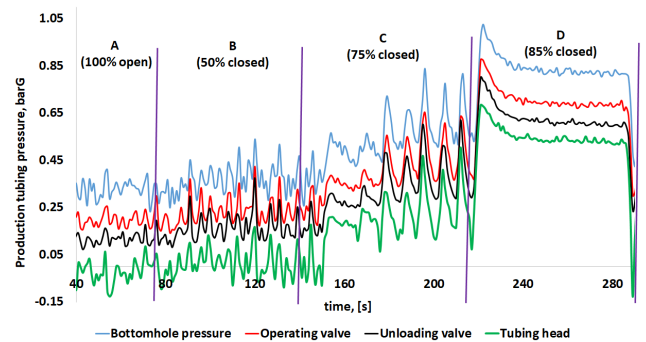 1.05
0.85
0.65
0.45
0.25
0.05
-0.15
Production tubing pressure, barG
A
(100% open)
B
(50% closed)
C
(75% closed)
D
(85% closed)
40
80
120
160
200
240
280
time, [s]
Bottomhole pressure
Operating valve
Unloading valve
Tubing head